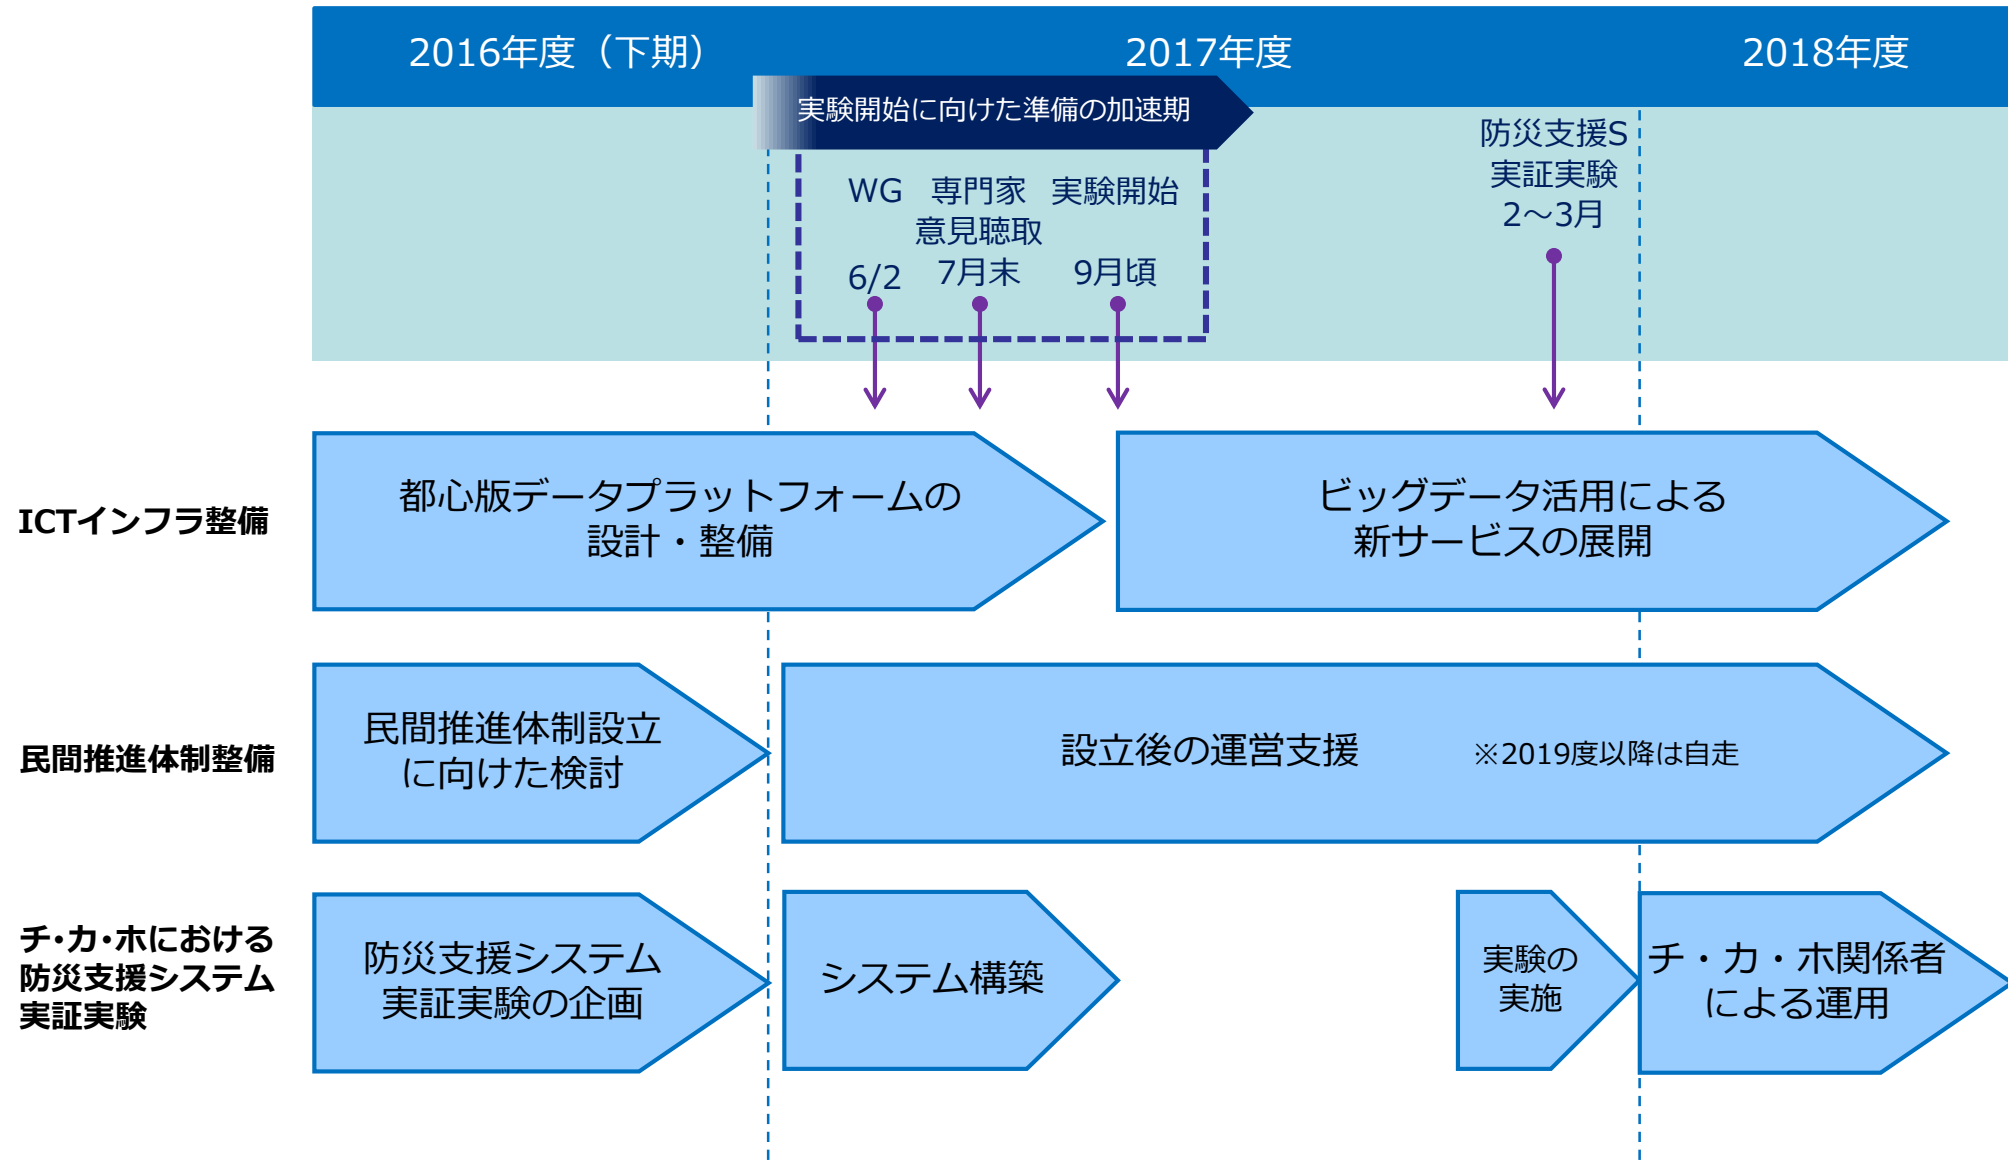 2016年度（下期）
2017年度
2018年度
実験開始に向けた準備の加速期
WG
6/2
専門家
意見聴取
7月末
実験開始
9月頃
防災支援S
実証実験
2～3月
ICTインフラ整備
都心版データプラットフォームの
設計・整備
ビッグデータ活用による
新サービスの展開
民間推進体制整備
民間推進体制設立
に向けた検討
設立後の運営支援
※2019度以降は自走
チ・カ・ホにおける
防災支援システム
実証実験
防災支援システム
実証実験の企画
システム構築
実験の
実施
チ・カ・ホ関係者
による運用